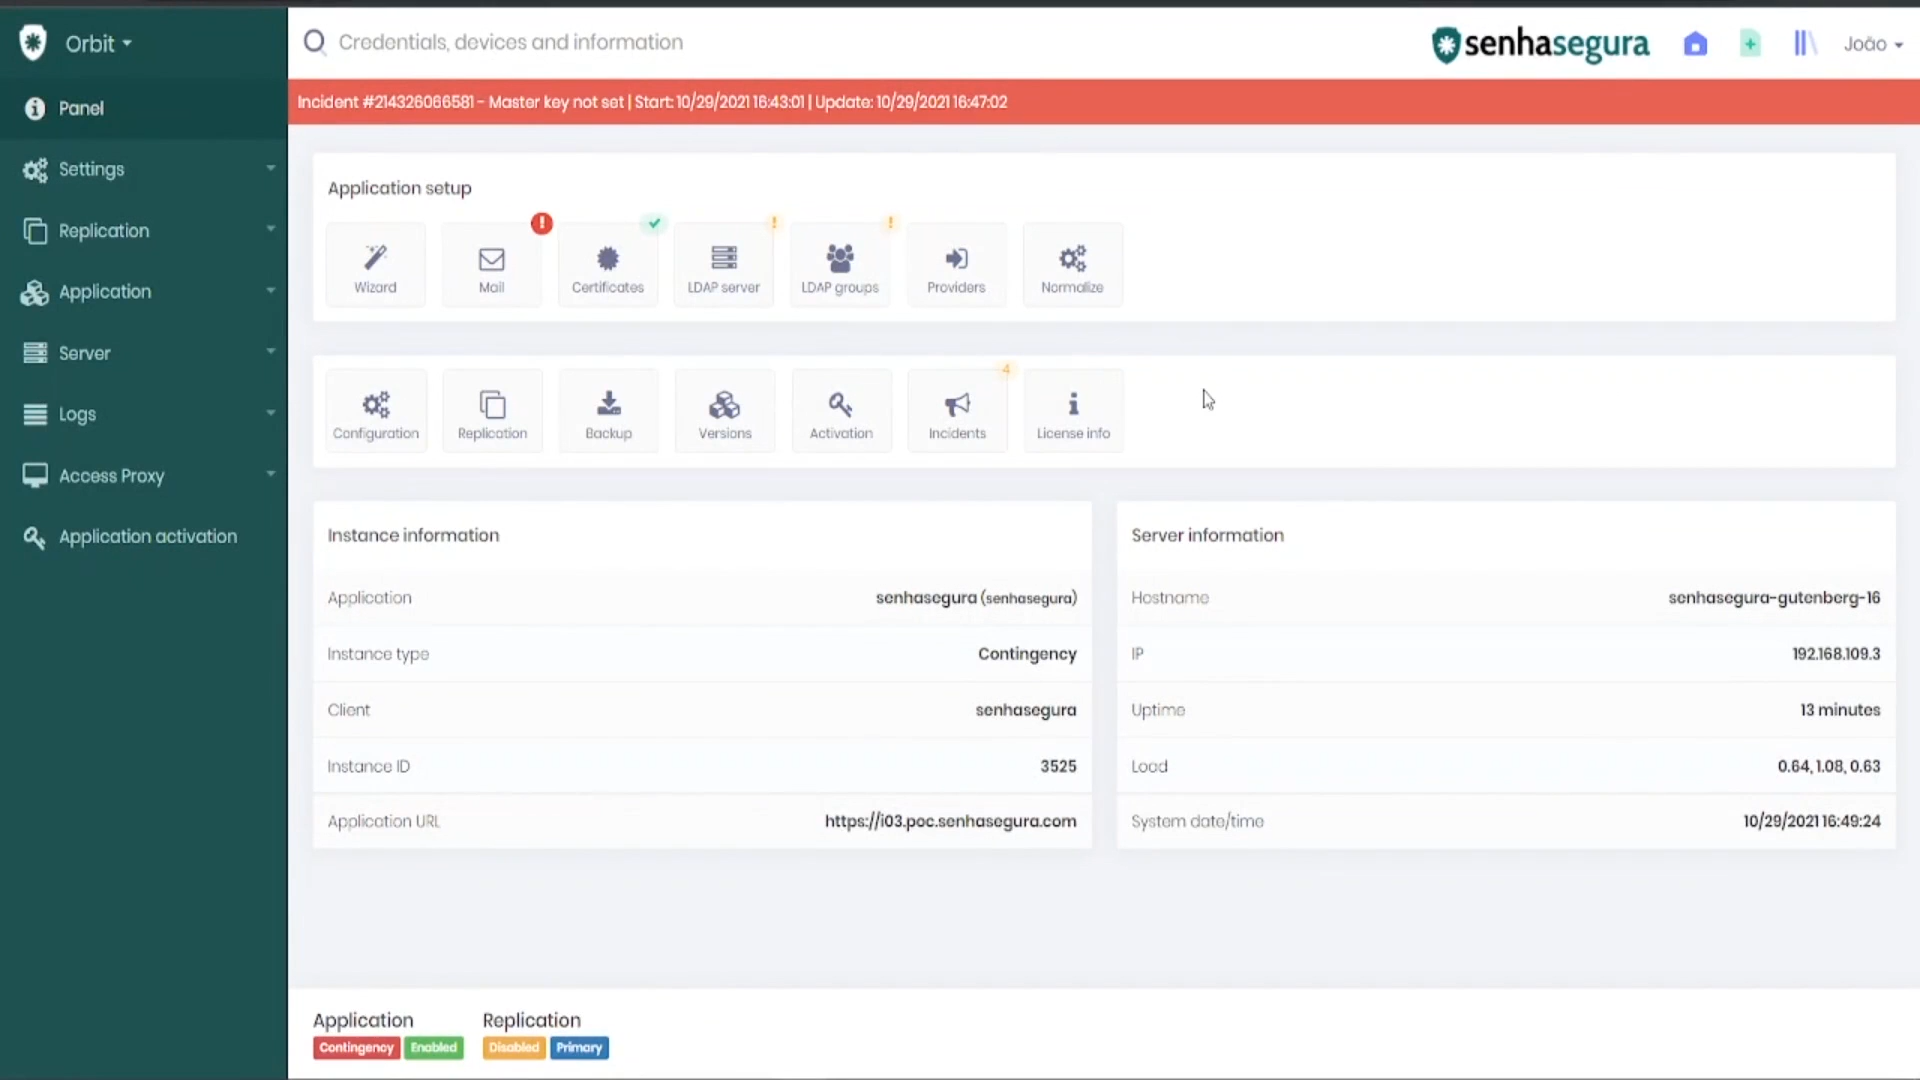 Orbit
Credentials, devices and information
senhasegura
João
Incident #214326066581 - Master key not set | Start: 10/29/2021 16:43:01 | Update: 10/29/2021 16:47:02
Panel
Settings
Replication
Application
Server
Logs
Access Proxy
Application activation
Application setup
Wizard
Mail
Certificates
LDAP server
LDAP groups
Providers
Normalize
4
Configuration
Replication
Backup
Versions
Activation
Incidents
License info
Instance information
Application senhasegura (senhasegura)
Instance type Contingency
Client senhasegura
Instance ID 3525
Application URL https://i03.poc.senhasegura.com
Server information
Hostname senhasegura-gutenberg-16
IP 192.168.109.3
Uptime 13 minutes
Load 0.64, 1.08, 0.63
System date/time 10/29/2021 16:49:24
Application
Contingency Enabled
Replication
Disabled Primary